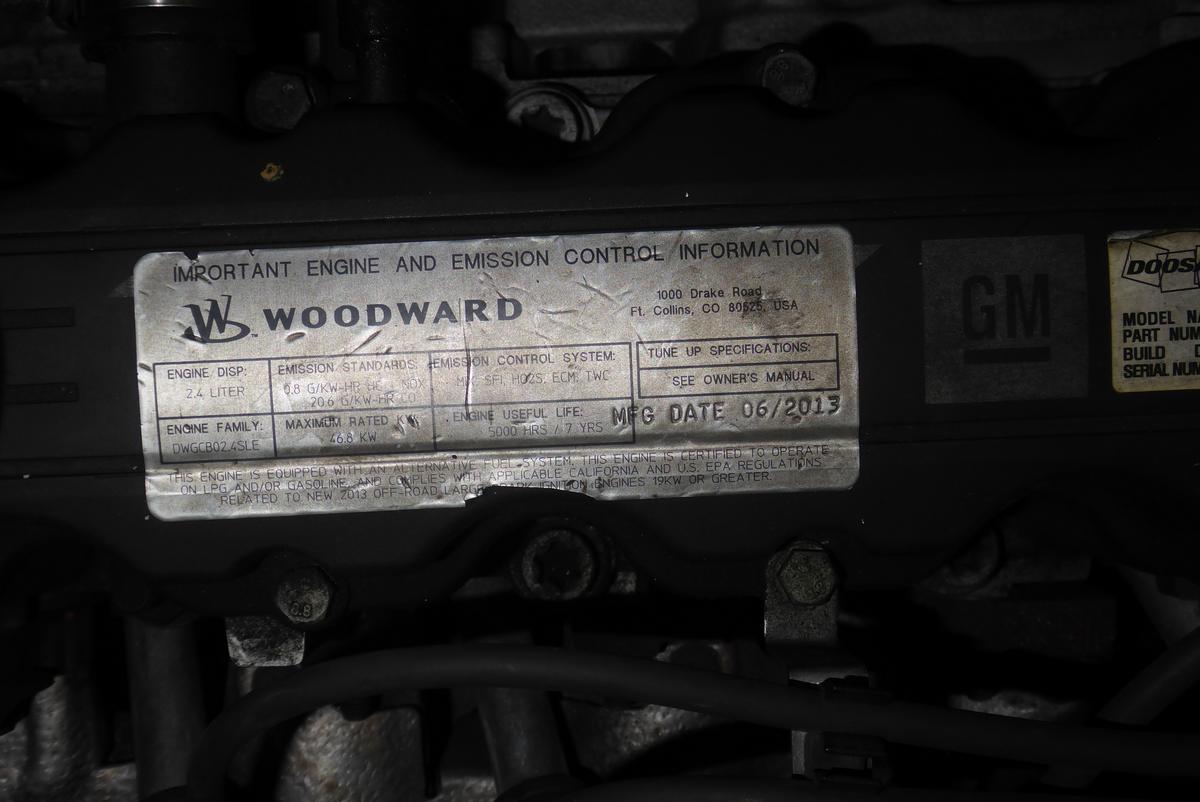 IMPORTANT ENGINE AND EMISSION CONTROL INFORMATION
WOODWARD™
1000 Drake Road
Ft. Collins, CO 80525, USA
ENGINE DISP:
2.4 LITER
EMISSION STANDARDS:
0.8 G/KW-HR HC NOX
20.6 G/KW-HR CO
EMISSION CONTROL SYSTEM:
SFI, HO2S, ECM, TWC
TUNE UP SPECIFICATIONS:
SEE OWNER'S MANUAL
ENGINE FAMILY:
DWGCB02.4SLE
MAXIMUM RATED KW:
46.8 KW
ENGINE USEFUL LIFE:
5000 HRS / 7 YRS
MFG DATE 06/2013
THIS ENGINE IS EQUIPPED WITH AN ALTERNATIVE FUEL SYSTEM. THIS ENGINE IS CERTIFIED TO OPERATE
ON LPG AND/OR GASOLINE, AND COMPLIES WITH APPLICABLE CALIFORNIA AND U.S. EPA REGULATIONS
RELATED TO NEW 2013 OFF-ROAD LARGE SPARK IGNITION ENGINES 19KW OR GREATER.
GM
DOOS
MODEL NA
PART NUM
BUILD D
SERIAL NUM
0.8